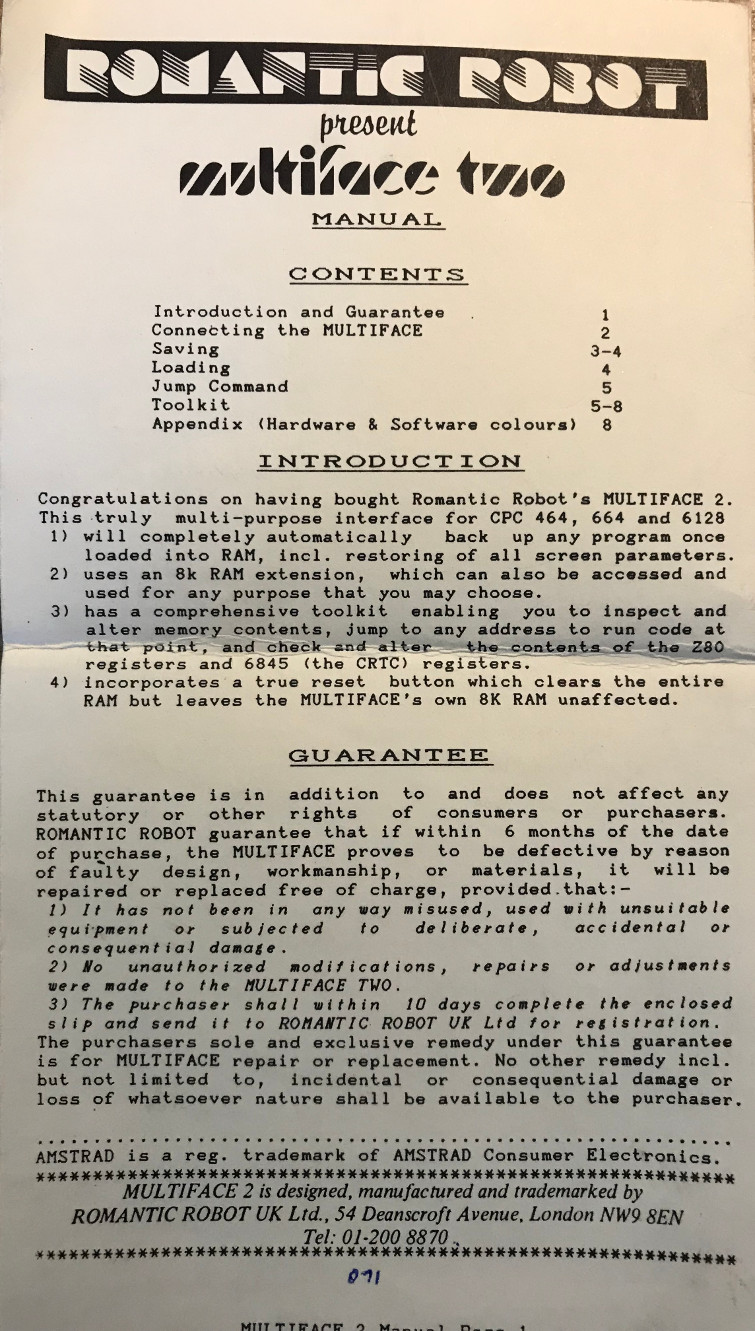 ROMANTIC ROBOT
present
multiface two
MANUAL
CONTENTS
Introduction and Guarantee 1
Connecting the MULTIFACE 2
Saving 3-4
Loading 4
Jump Command 5
Toolkit 5-8
Appendix (Hardware & Software colours) 8
INTRODUCTION
Congratulations on having bought Romantic Robot's MULTIFACE 2.
This truly multi-purpose interface for CPC 464, 664 and 6128
1) will completely automatically back up any program once
loaded into RAM, incl. restoring of all screen parameters.
2) uses an 8k RAM extension, which can also be accessed and
used for any purpose that you may choose.
3) has a comprehensive toolkit enabling you to inspect and
alter memory contents, jump to any address to run code at
that point, and check and alter the contents of the Z80
registers and 6845 (the CRTC) registers.
4) incorporates a true reset button which clears the entire
RAM but leaves the MULTIFACE's own 8K RAM unaffected.
GUARANTEE
This guarantee is in addition to and does not affect any
statutory or other rights of consumers or purchasers.
ROMANTIC ROBOT guarantee that if within 6 months of the date
of purchase, the MULTIFACE proves to be defective by reason
of faulty design, workmanship, or materials, it will be
repaired or replaced free of charge, provided that:-
1) It has not been in any way misused, used with unsuitable
equipment or subjected to deliberate, accidental or
consequential damage.
2) No unauthorized modifications, repairs or adjustments
were made to the MULTIFACE TWO.
3) The purchaser shall within 10 days complete the enclosed
slip and send it to ROMANTIC ROBOT UK Ltd for registration.
The purchasers sole and exclusive remedy under this guarantee
is for MULTIFACE repair or replacement. No other remedy incl.
but not limited to, incidental or consequential damage or
loss of whatsoever nature shall be available to the purchaser.
AMSTRAD is a reg. trademark of AMSTRAD Consumer Electronics.
MULTIFACE 2 is designed, manufactured and trademarked by
ROMANTIC ROBOT UK Ltd., 54 Deanscroft Avenue, London NW9 8EN
Tel: 01-200 8870
071
MULTIFACE 2 Manual Page 1